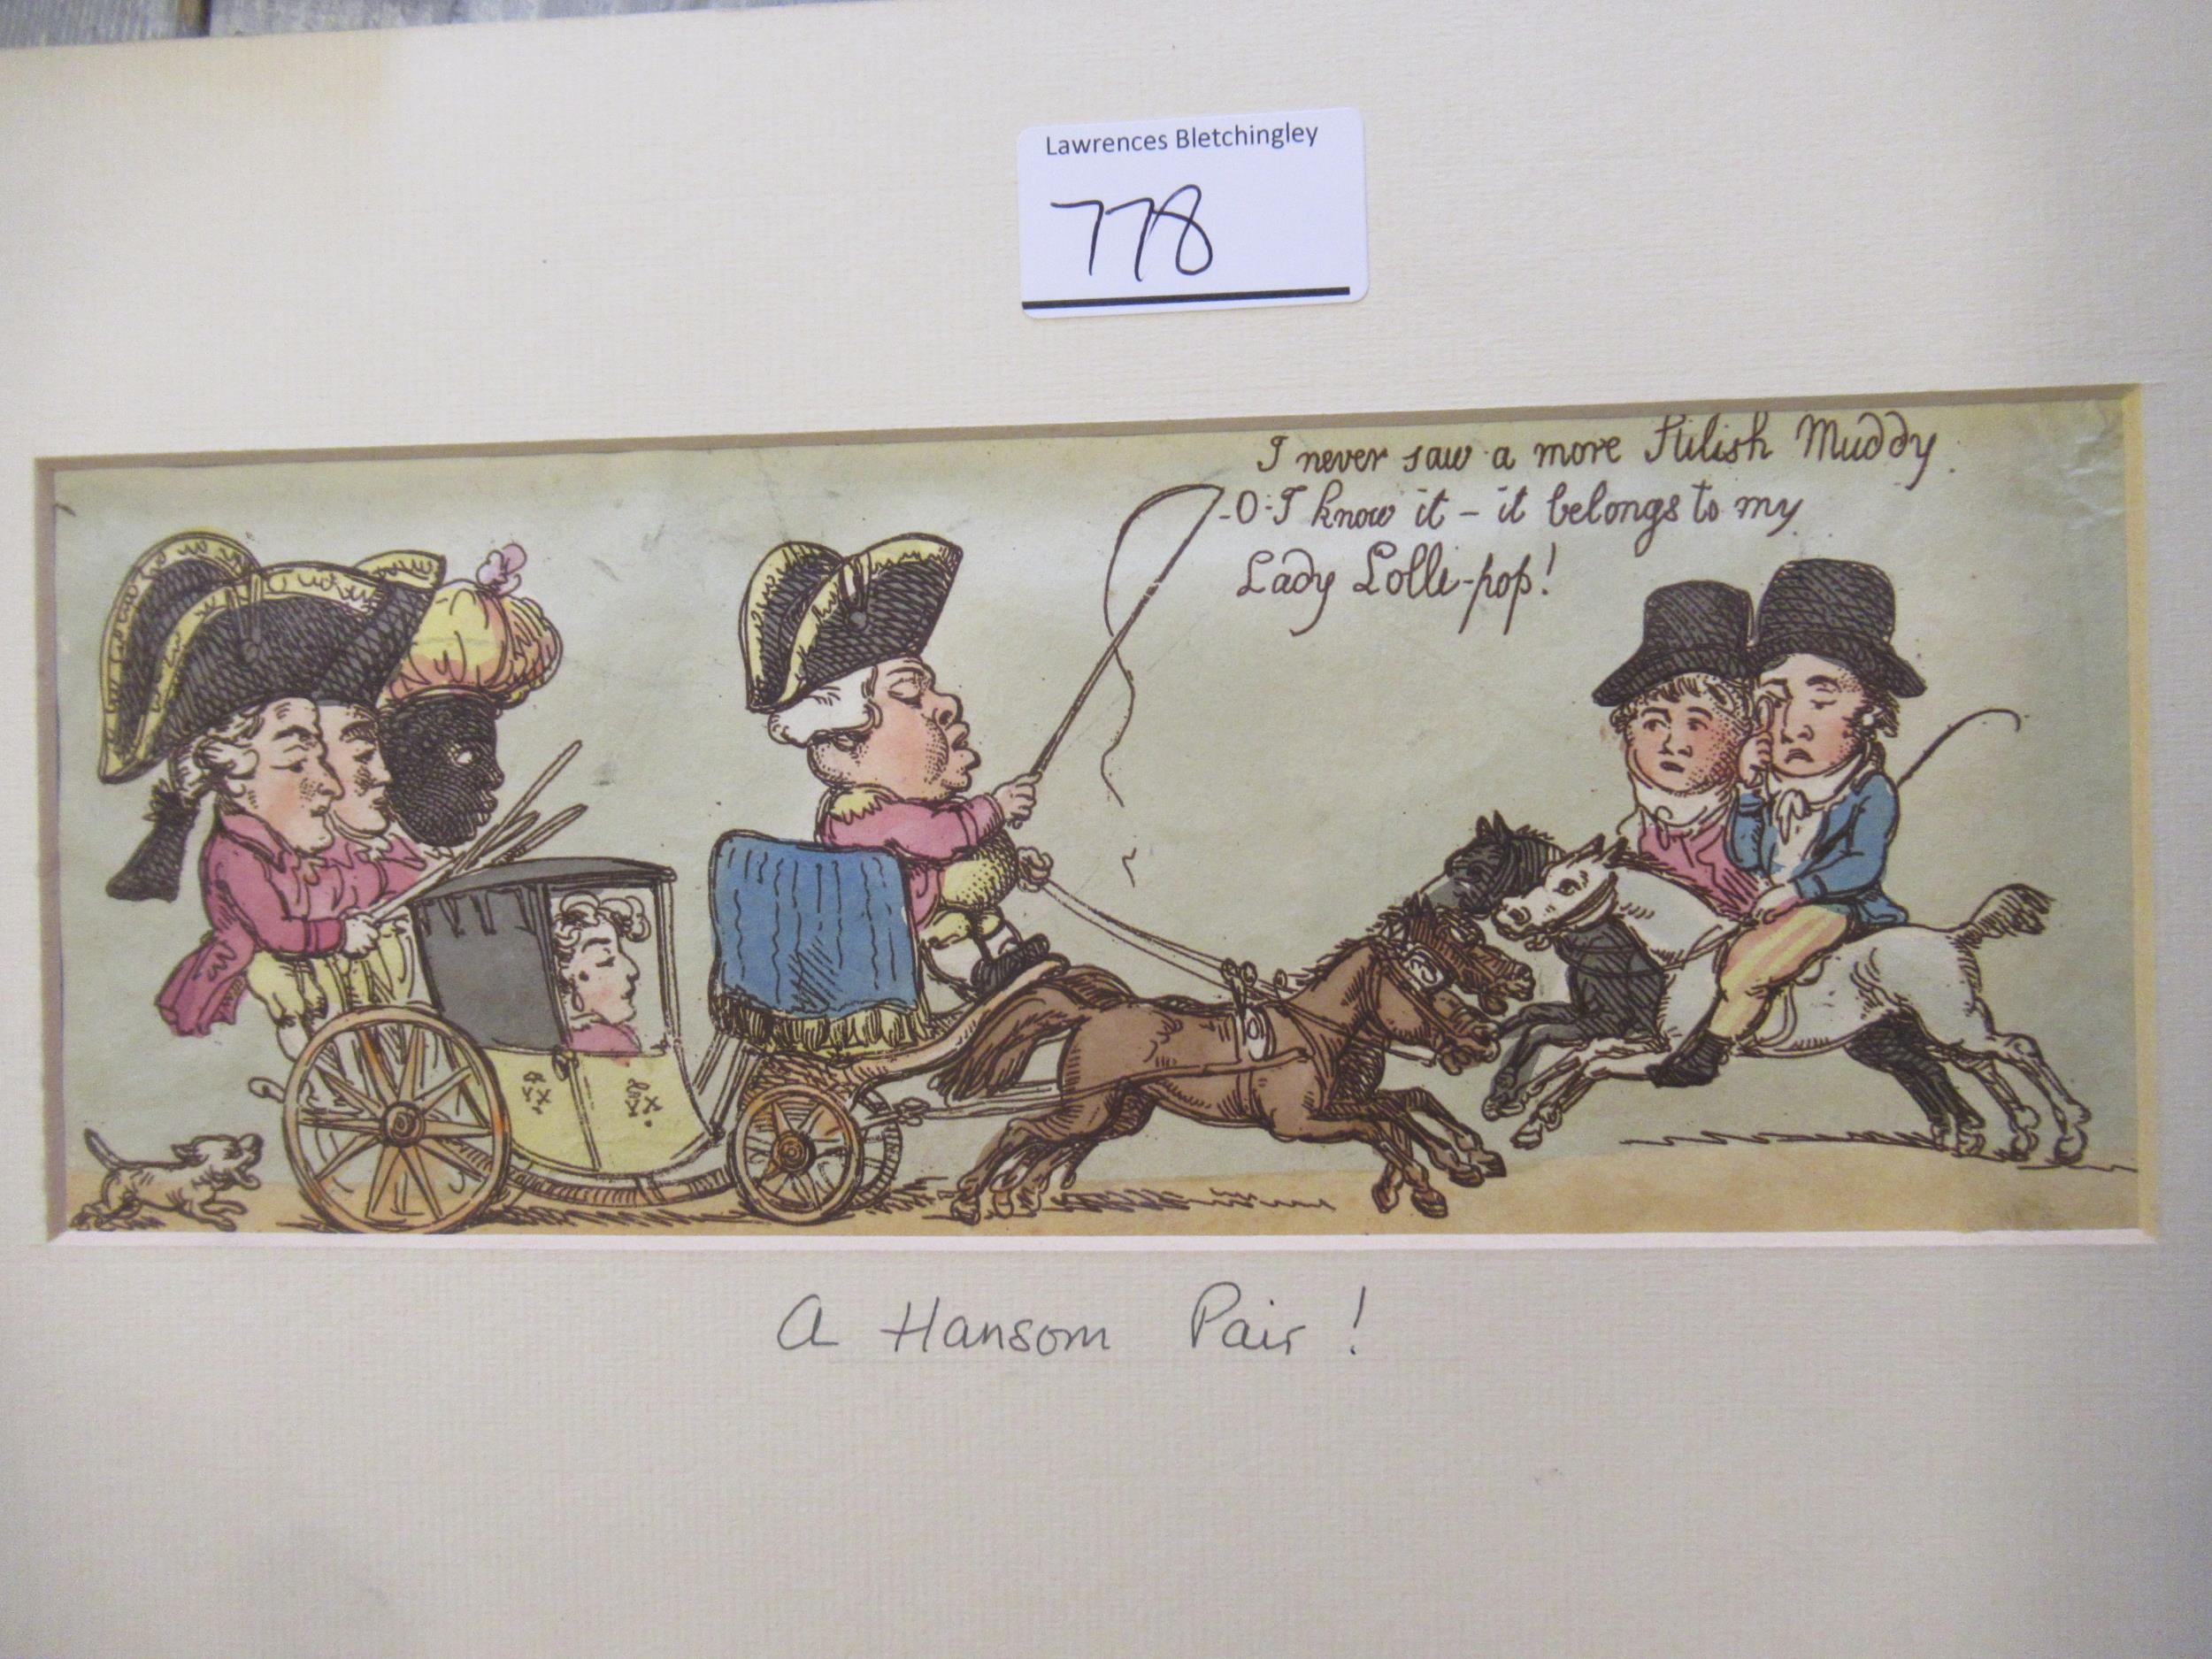 Lawrences Bletchingley
778
I never saw a more Stilish Muddy.
-O-I know it - it belongs to my
Lady Lolli-pop!
A Hansom Pair!